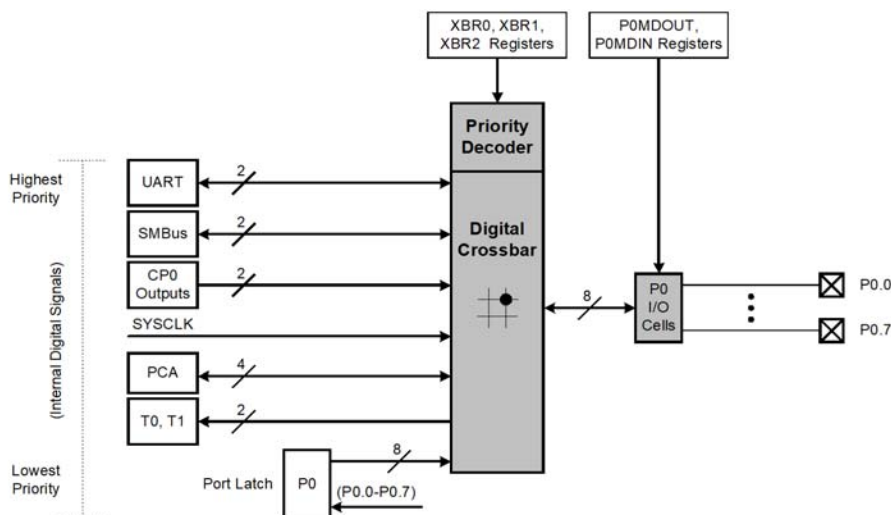 XBR0, XBR1,
XBR2 Registers
P0MDOUT,
P0MDIN Registers
Priority
Decoder
Highest
Priority
UART
2
SMBus
2
Digital
Crossbar
CP0
Outputs
2
8
P0
I/O
Cells
P0.0
P0.7
SYSCLK
(Internal Digital Signals)
PCA
4
T0, T1
2
Lowest
Priority
Port Latch
P0
8
(P0.0-P0.7)